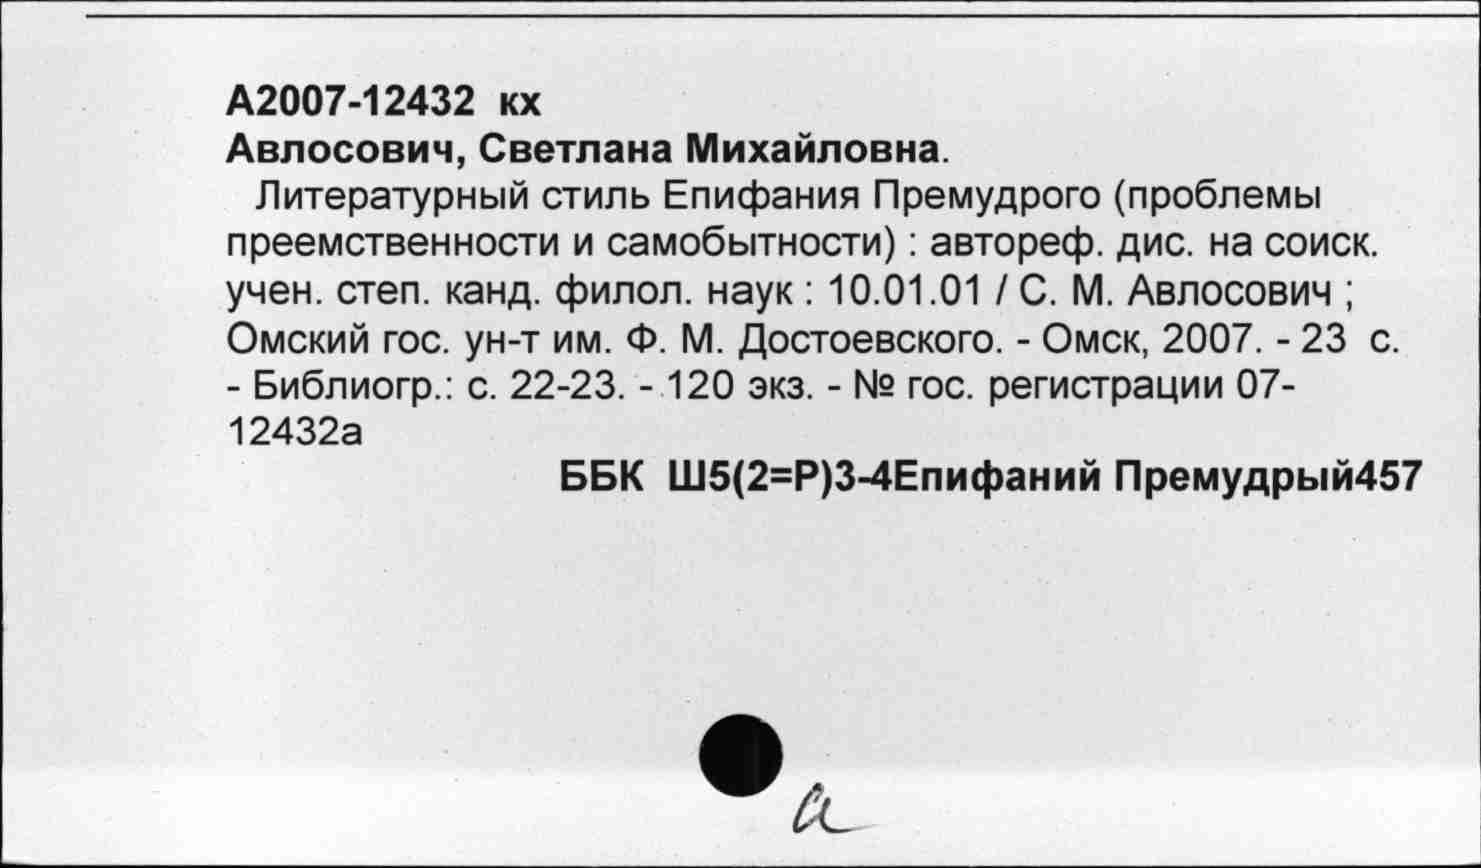 А2007-12432 кх
Авлосович, Светлана Михайловна.
Литературный стиль Епифания Премудрого (проблемы
преемственности и самобытности) : автореф. дис. на соиск.
учен. степ. канд. филол. наук : 10.01.01 / С. М. Авлосович ;
Омский гос. ун-т им. Ф. М. Достоевского. - Омск, 2007. - 23 с.
- Библиогр.: с. 22-23. - 120 экз. - № гос. регистрации 07-
12432а
ББК Ш5(2=Р)3-4Епифаний Премудрый457
а